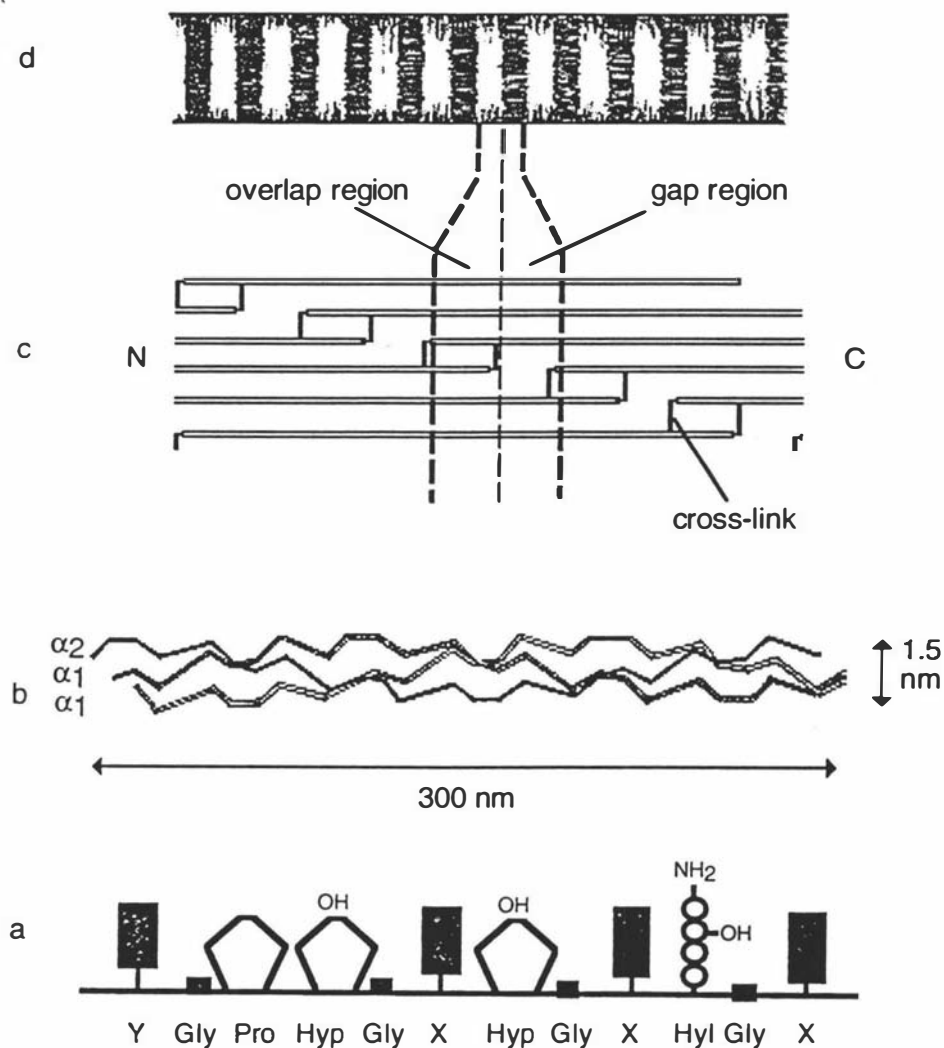 d
overlap region
gap region
c
N
C
r'
cross-link
α2
α1
b
α1
1.5
nm
300 nm
a
OH
OH
NH2
OH
Y Gly Pro Hyp Gly X Hyp Gly X Hyl Gly X